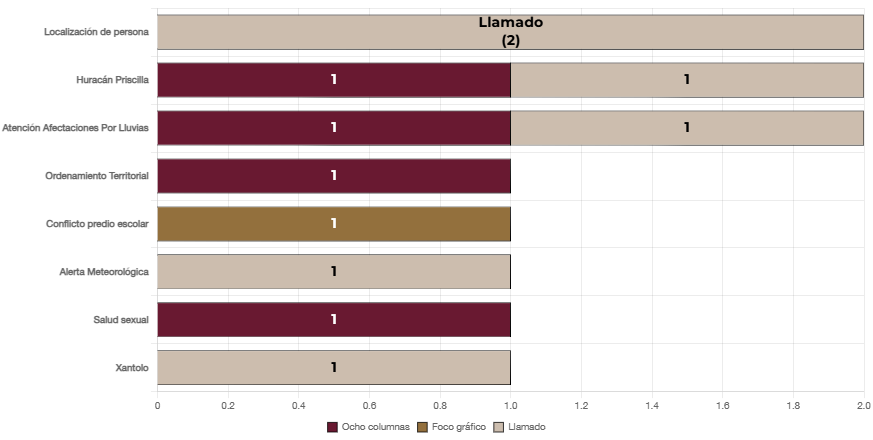 Localización de persona
Llamado
(2)
Huracán Priscilla
1
1
Atención Afectaciones Por Lluvias
1
1
Ordenamiento Territorial
1
Conflicto predio escolar
1
Alerta Meteorológica
1
Salud sexual
1
Xantolo
1
0 0.2 0.4 0.6 0.8 1.0 1.2 1.4 1.6 1.8 2.0
Ocho columnas Foco gráfico Llamado